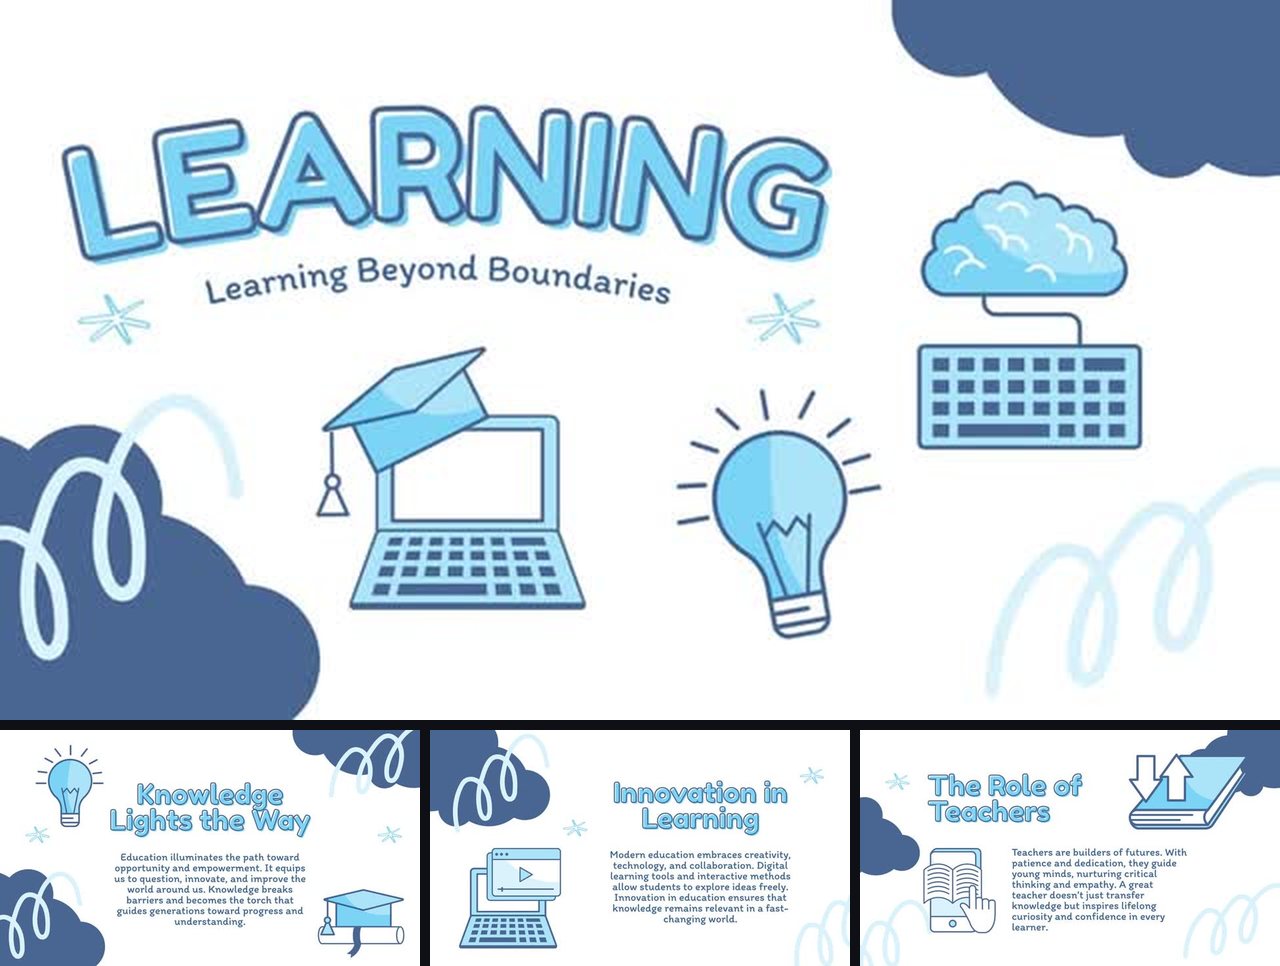 LEARNING
Learning Beyond Boundaries
Knowledge
Lights the Way
Education illuminates the path toward
opportunity and empowerment. It equips
us to question, innovate, and improve the
world around us. Knowledge breaks
barriers and becomes the torch that
guides generations toward progress and
understanding.
Innovation in
Learning
Modern education embraces creativity,
technology, and collaboration. Digital
learning tools and interactive methods
allow students to explore ideas freely.
Innovation in education ensures that
knowledge remains relevant in a fast-
changing world.
The Role of
Teachers
Teachers are builders of futures. With
patience and dedication, they guide
young minds, nurturing critical
thinking and empathy. A great
teacher doesn't just transfer
knowledge but inspires lifelong
curiosity and confidence in every
learner.